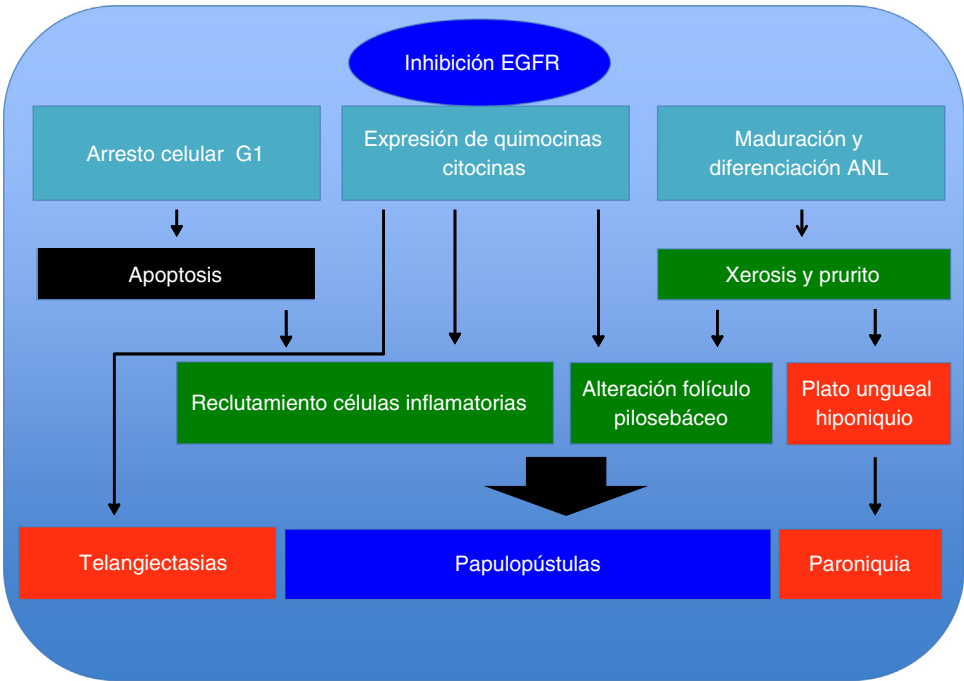 Inhibición EGFR
Arresto celular G1
Expresión de quimocinas
citocinas
Maduración y
diferenciación ANL
Apoptosis
Xerosis y prurito
Reclutamiento células inflamatorias
Alteración folículo
pilosebáceo
Plato ungueal
hiponiquio
Telangiectasias
Papulopústulas
Paroniquia